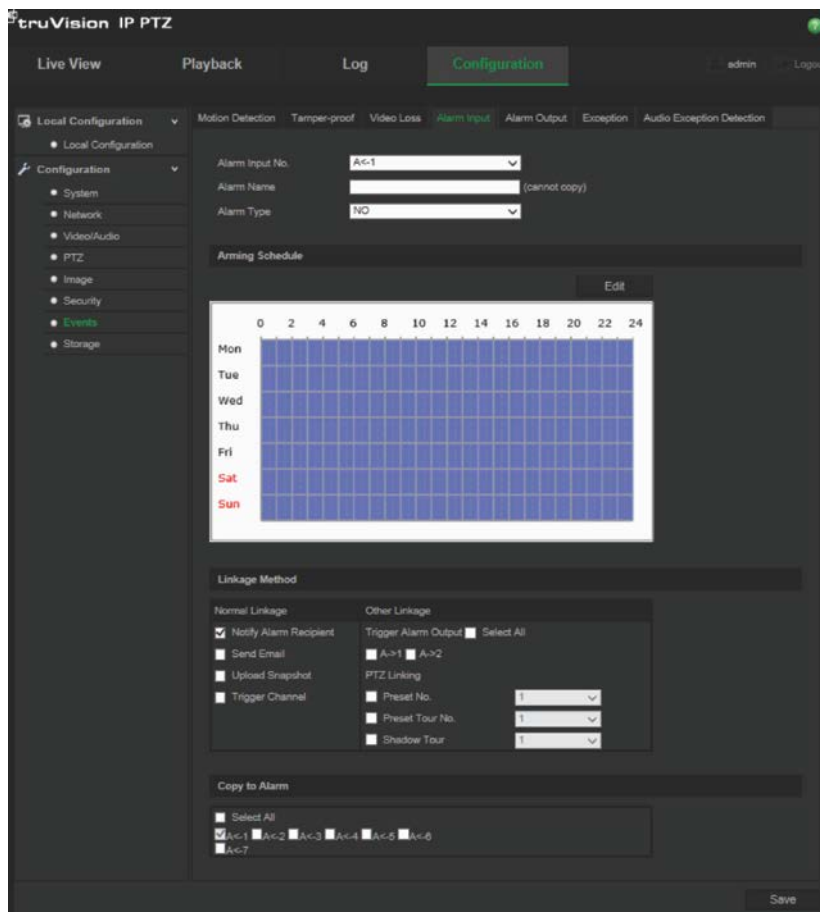 truVision IP PTZ
Live View Playback Log Configuration admin Logou
Local Configuration
Local Configuration
Configuration
System
Network
Video/Audio
PTZ
Image
Security
Events
Storage
Motion Detection Tamper-proof Video Loss Alarm Input Alarm Output Exception Audio Exception Detection
Alarm Input No. A<-1
Alarm Name (cannot copy)
Alarm Type NO
Arming Schedule
Edit
0 2 4 6 8 10 12 14 16 18 20 22 24
Mon
Tue
Wed
Thu
Fri
Sat
Sun
Linkage Method
Normal Linkage Other Linkage
Notify Alarm Recipient Trigger Alarm Output Select All
Send Email A->1 A->2
Upload Snapshot PTZ Linking
Trigger Channel Preset No. 1
Preset Tour No. 1
Shadow Tour 1
Copy to Alarm
Select All
A<-1 A<-2 A<-3 A<-4 A<-5 A<-6
A<-7
Save